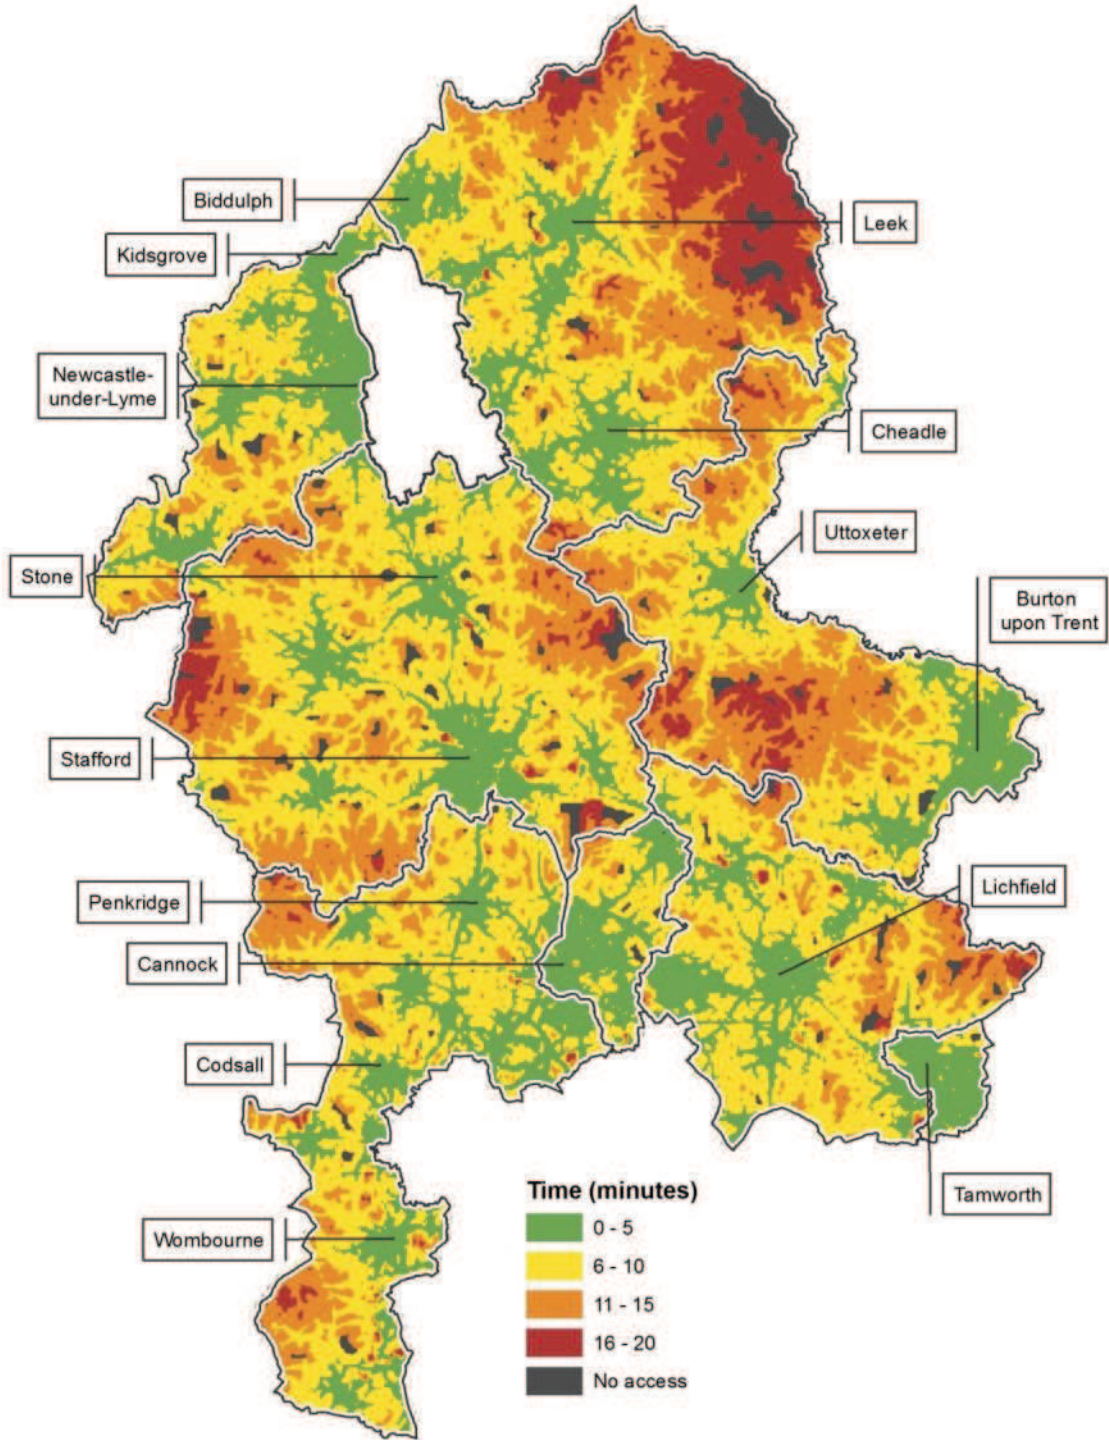 Biddulph
Leek
Kidsgrove
Newcastle-
under-Lyme
Cheadle
Uttoxeter
Stone
Burton
upon Trent
Stafford
Lichfield
Penkridge
Cannock
Codsall
Tamworth
Wombourne
Time (minutes)
0 - 5
6 - 10
11 - 15
16 - 20
No access